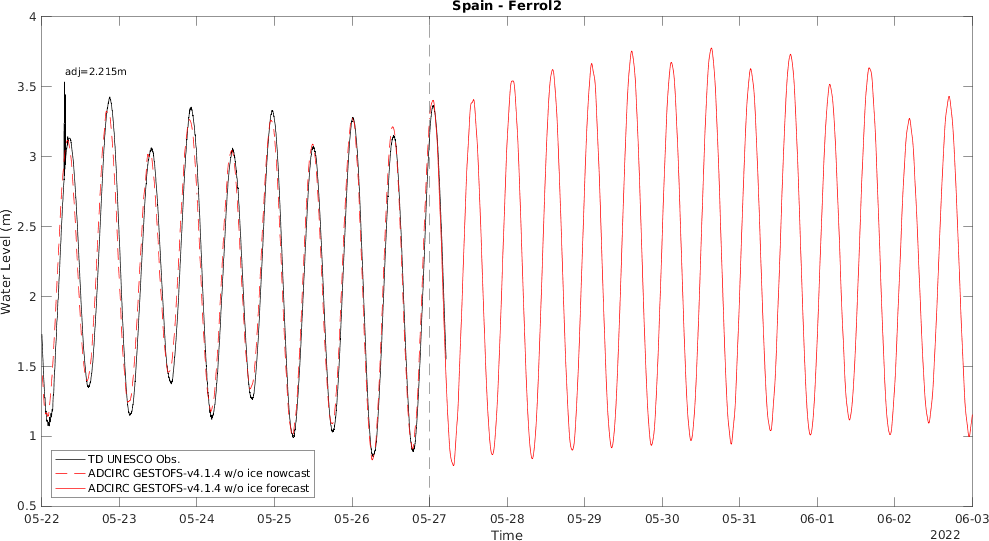 Spain - Ferrol2
adj=2.215m
Water Level (m)
4
3.5
3
2.5
2
1.5
1
0.5
TD UNESCO Obs.
ADCIRC GESTOFS-v4.1.4 w/o ice nowcast
ADCIRC GESTOFS-v4.1.4 w/o ice forecast
05-22 05-23 05-24 05-25 05-26 05-27 05-28 05-29 05-30 05-31 06-01 06-02 06-03
Time
2022